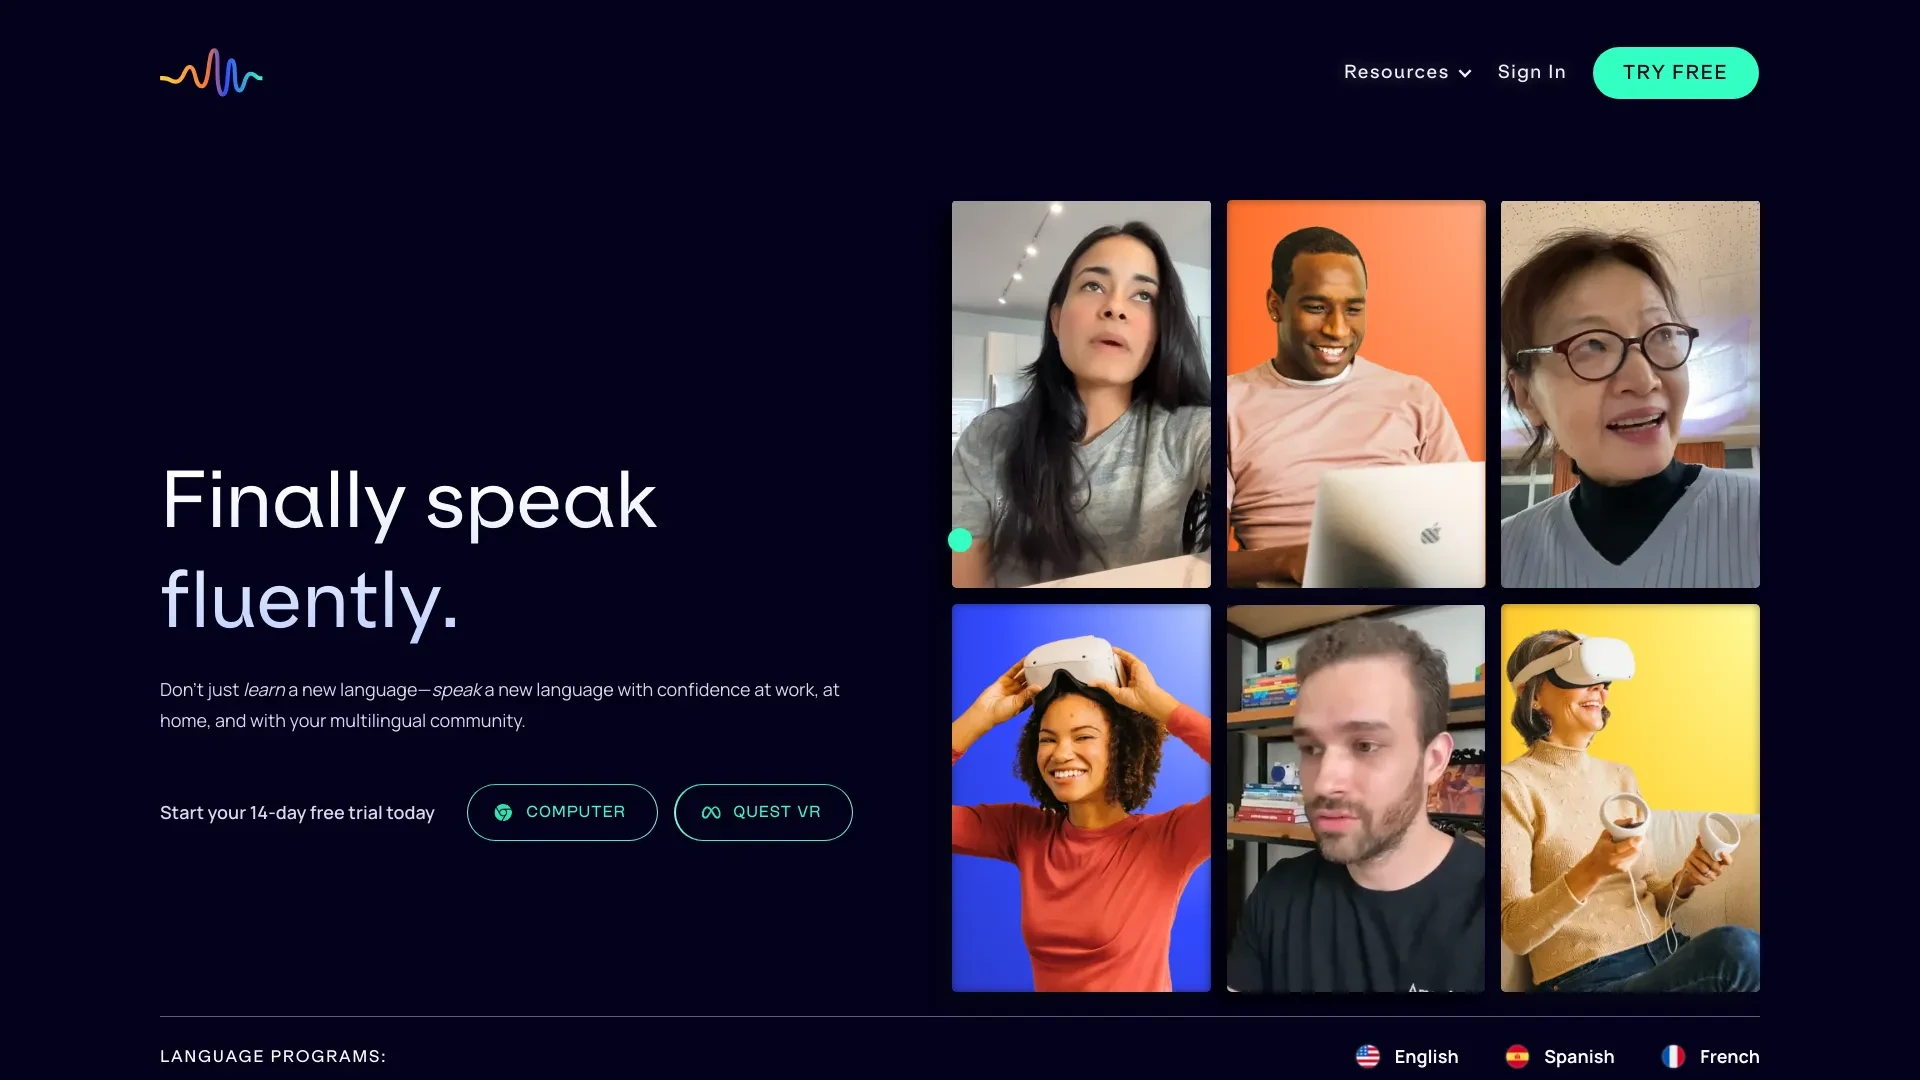 Resources
Sign In
TRY FREE
Finally speak
fluently.
Don't just learn a new language—speak a new language with confidence at work, at
home, and with your multilingual community.
Start your 14-day free trial today
COMPUTER
QUEST VR
LANGUAGE PROGRAMS:
English
Spanish
French